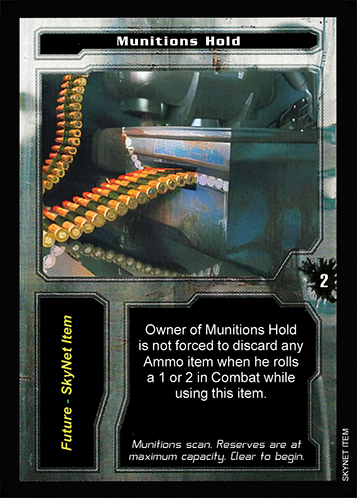 Munitions Hold
2
Future - SkyNet Item
Owner of Munitions Hold
is not forced to discard any
Ammo item when he rolls
a 1 or 2 in Combat while
using this item.
Munitions scan. Reserves are at
maximum capacity. Clear to begin.
SKYNET ITEM